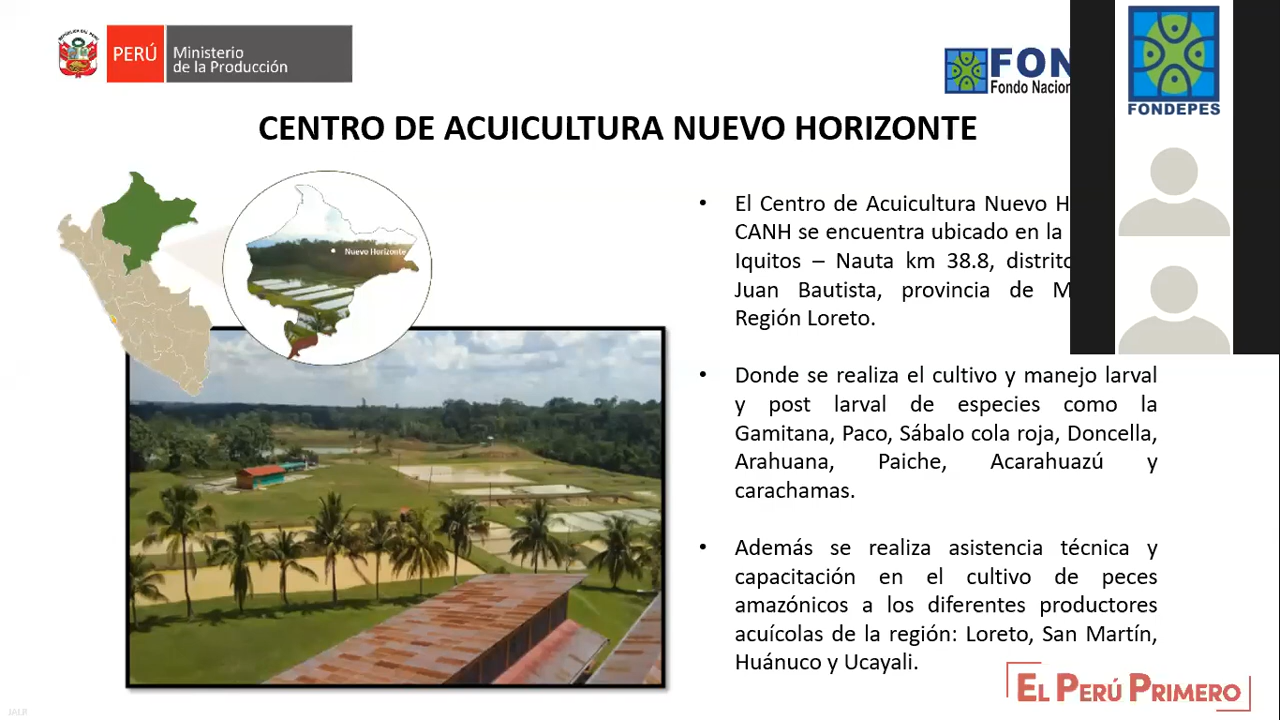 PERÚ
Ministerio
de la Producción
FON
Fondo Nacion
FONDEPES
CENTRO DE ACUICULTURA NUEVO HORIZONTE
Nuevo Horizonte
• El Centro de Acuicultura Nuevo H
CANH se encuentra ubicado en la
Iquitos – Nauta km 38.8, distrito
Juan Bautista, provincia de M
Región Loreto.
• Donde se realiza el cultivo y manejo larval
y post larval de especies como la
Gamitana, Paco, Sábalo cola roja, Doncella,
Arahuana, Paiche, Acarahuazú y
carachamas.
• Además se realiza asistencia técnica y
capacitación en el cultivo de peces
amazónicos a los diferentes productores
acuícolas de la región: Loreto, San Martín,
Huánuco y Ucayali.
EL PERÚ PRIMERO
JALR